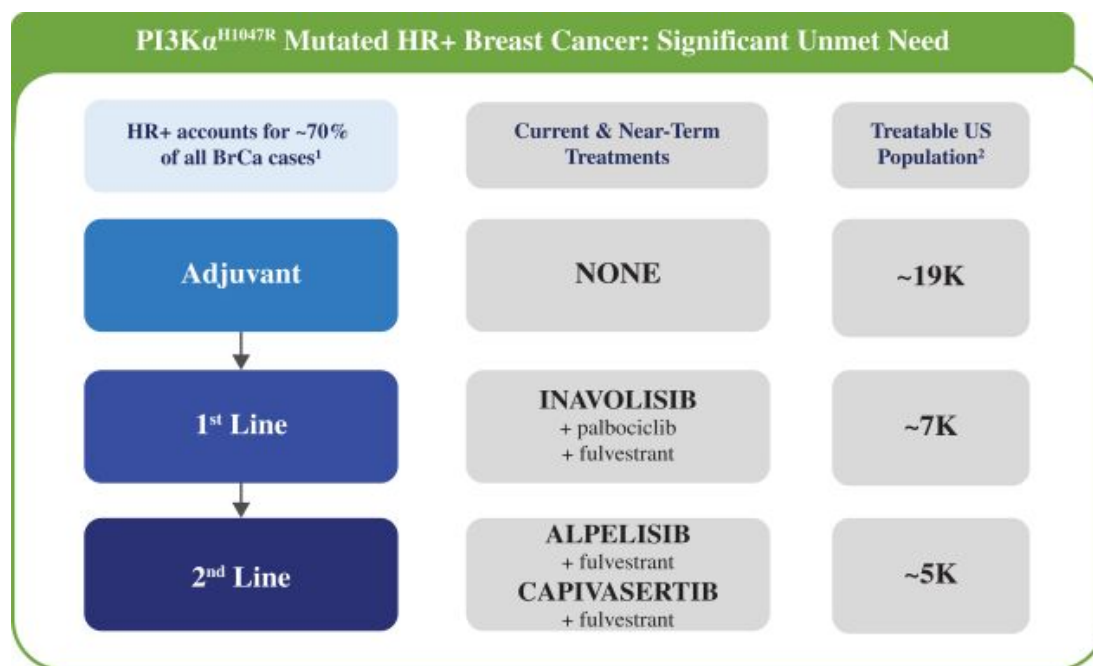 PI3Kα^H1047R Mutated HR+ Breast Cancer: Significant Unmet Need
HR+ accounts for ~70%
of all BrCa cases¹
Current & Near-Term
Treatments
Treatable US
Population²
Adjuvant
NONE
~19K
1st Line
INAVOLISIB
+ palbociclib
+ fulvestrant
~7K
2nd Line
ALPELISIB
+ fulvestrant
CAPIVASERTIB
+ fulvestrant
~5K